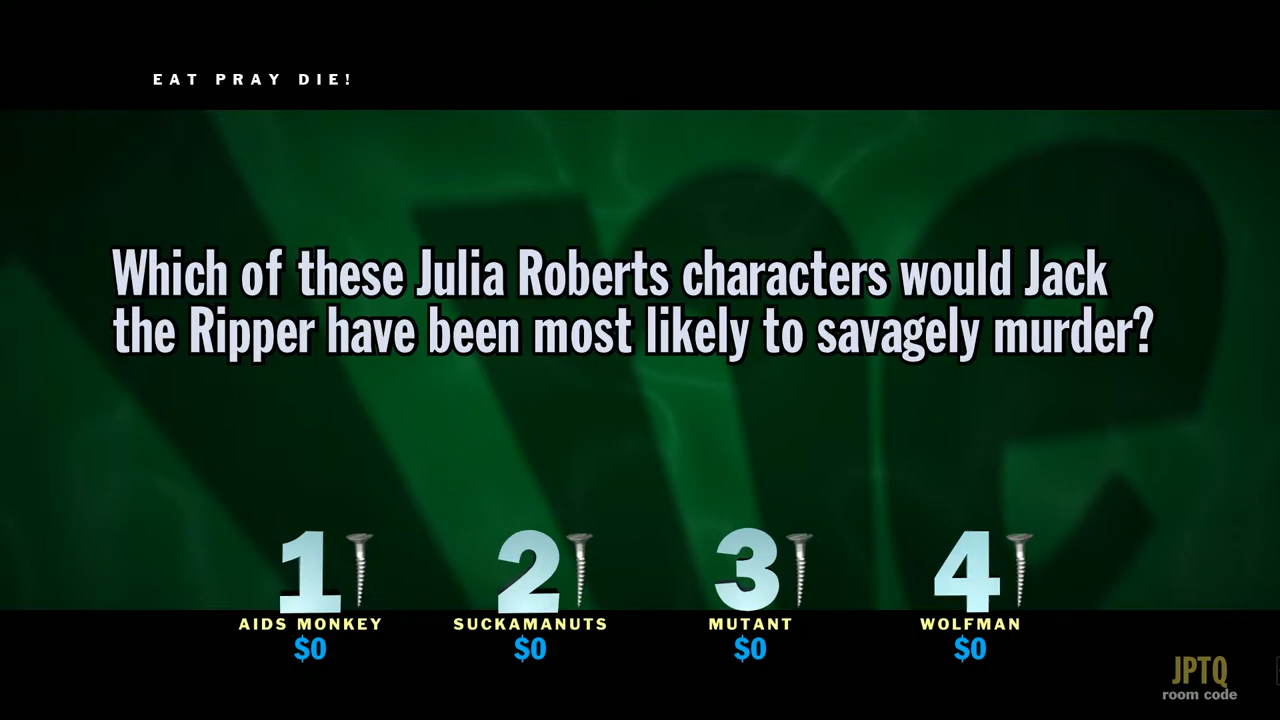 EAT PRAY DIE!
Which of these Julia Roberts characters would Jack
the Ripper have been most likely to savagely murder?
1 2 3 4
AIDS MONKEY SUCKAMANUTS MUTANT WOLFMAN
$0 $0 $0 $0
JPTQ
room code